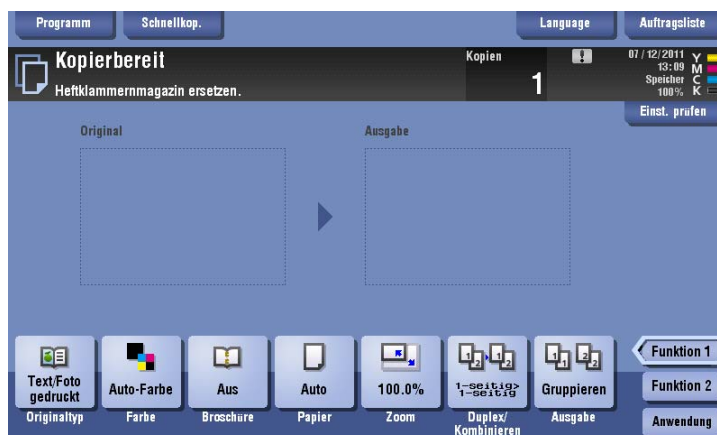 Programm
Schnellkop.
Language
Auftragsliste
Kopierbereit
Heftklammernmagazin ersetzen.
Kopien
1
07/12/2011
13:09
Speicher
100%
Y
M
C
K
Einst. prüfen
Original
Ausgabe
Text/Foto
gedruckt
Originaltyp
Auto-Farbe
Farbe
Aus
Broschüre
Auto
Papier
100.0%
Zoom
1-seitig>
1-seitig
Duplex/
Kombinieren
Gruppieren
Ausgabe
Funktion 1
Funktion 2
Anwendung